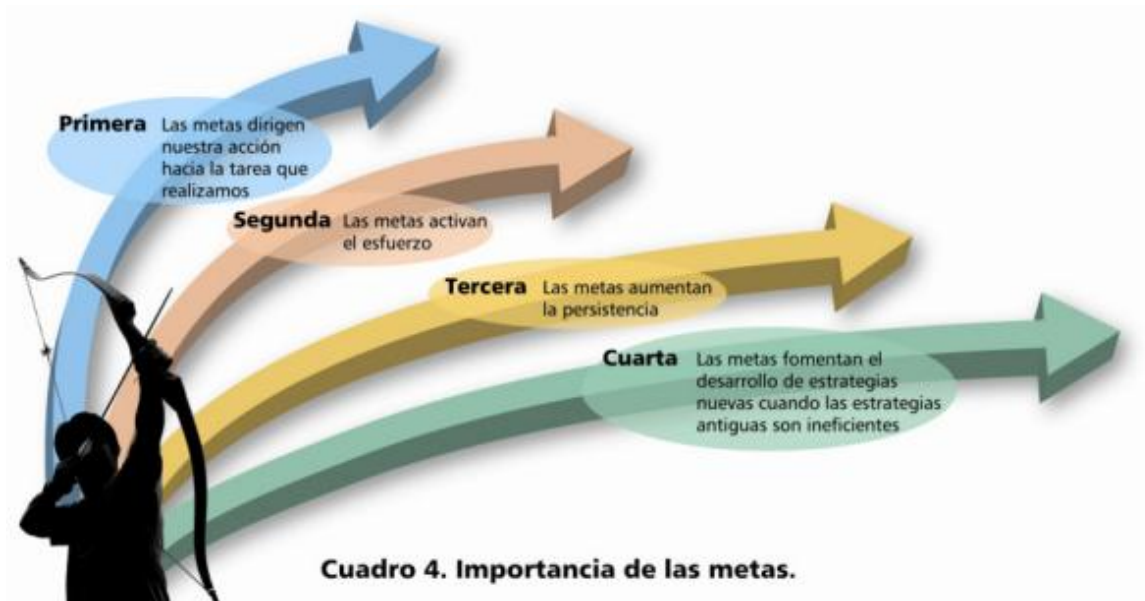 Primera Las metas dirigen
nuestra acción
hacia la tarea que
realizamos
Segunda Las metas activan
el esfuerzo
Tercera Las metas aumentan
la persistencia
Cuarta Las metas fomentan el
desarrollo de estrategias
nuevas cuando las estrategias
antiguas son ineficientes
Cuadro 4. Importancia de las metas.